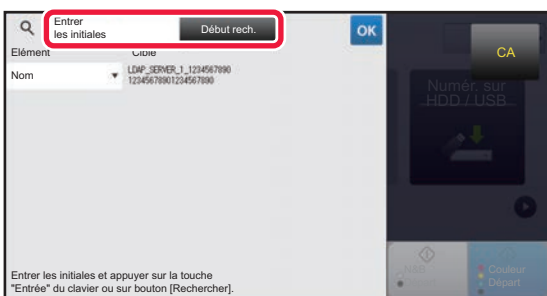 Entrer
les initiales
Début rech.
OK
CA
Elément
Cible
Nom
LDAP_SERVER_1_1234567890
12345678901234567890
Numér. sur
HDD / USB
Entrer les initiales et appuyer sur la touche
"Entrée" du clavier ou sur bouton [Rechercher].
N&B
Départ
Couleur
Départ